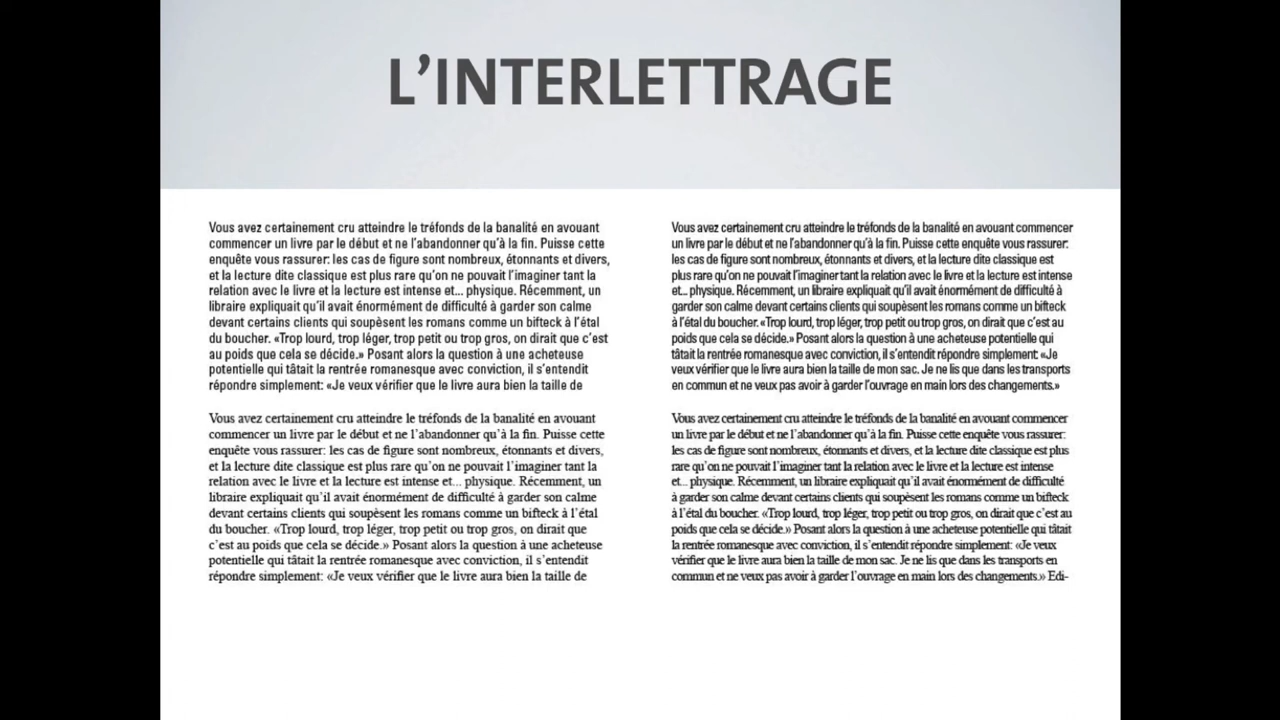 L’INTERLETTRAGE
Vous avez certainement cru atteindre le tréfonds de la banalité en avouant
commencer un livre par le début et ne l’abandonner qu’à la fin. Puisse cette
enquête vous rassurer: les cas de figure sont nombreux, étonnants et divers,
et la lecture dite classique est plus rare qu’on ne pouvait l’imaginer tant la
relation avec le livre et la lecture est intense et... physique. Récemment, un
libraire expliquait qu’il avait énormément de difficulté à garder son calme
devant certains clients qui soupèsent les romans comme un bifteck à l’étal
du boucher. «Trop lourd, trop léger, trop petit ou trop gros, on dirait que c’est
au poids que cela se décide.» Posant alors la question à une acheteuse
potentielle qui tâtait la rentrée romanesque avec conviction, il s’entendit
répondre simplement: «Je veux vérifier que le livre aura bien la taille de
Vous avez certainement cru atteindre le tréfonds de la banalité en avouant commencer
un livre par le début et ne l’abandonner qu’à la fin. Puisse cette enquête vous rassurer:
les cas de figure sont nombreux, étonnants et divers, et la lecture dite classique est
plus rare qu’on ne pouvait l’imaginer tant la relation avec le livre et la lecture est intense
et... physique. Récemment, un libraire expliquait qu’il avait énormément de difficulté à
garder son calme devant certains clients qui soupèsent les romans comme un bifteck
à l’étal du boucher. «Trop lourd, trop léger, trop petit ou trop gros, on dirait que c’est au
poids que cela se décide.» Posant alors la question à une acheteuse potentielle qui
tâtait la rentrée romanesque avec conviction, il s’entendit répondre simplement: «Je
veux vérifier que le livre aura bien la taille de mon sac. Je ne lis que dans les transports
en commun et ne veux pas avoir à garder l’ouvrage en main lors des changements.»
Vous avez certainement cru atteindre le tréfonds de la banalité en avouant
commencer un livre par le début et ne l’abandonner qu’à la fin. Puisse cette
enquête vous rassurer: les cas de figure sont nombreux, étonnants et divers,
et la lecture dite classique est plus rare qu’on ne pouvait l’imaginer tant la
relation avec le livre et la lecture est intense et... physique. Récemment, un
libraire expliquait qu’il avait énormément de difficulté à garder son calme
devant certains clients qui soupèsent les romans comme un bifteck à l’étal
du boucher. «Trop lourd, trop léger, trop petit ou trop gros, on dirait que
c’est au poids que cela se décide.» Posant alors la question à une acheteuse
potentielle qui tâtait la rentrée romanesque avec conviction, il s’entendit
répondre simplement: «Je veux vérifier que le livre aura bien la taille de
Vous avez certainement cru atteindre le tréfonds de la banalité en avouant commencer
un livre par le début et ne l’abandonner qu’à la fin. Puisse cette enquête vous rassurer:
les cas de figure sont nombreux, étonnants et divers, et la lecture dite classique est plus
rare qu’on ne pouvait l’imaginer tant la relation avec le livre et la lecture est intense
et... physique. Récemment, un libraire expliquait qu’il avait énormément de difficulté
à garder son calme devant certains clients qui soupèsent les romans comme un bifteck
à l’étal du boucher. «Trop lourd, trop léger, trop petit ou trop gros, on dirait que c’est au
poids que cela se décide.» Posant alors la question à une acheteuse potentielle qui tâtait
la rentrée romanesque avec conviction, il s’entendit répondre simplement: «Je veux
vérifier que le livre aura bien la taille de mon sac. Je ne lis que dans les transports en
commun et ne veux pas avoir à garder l’ouvrage en main lors des changements.» Edi-